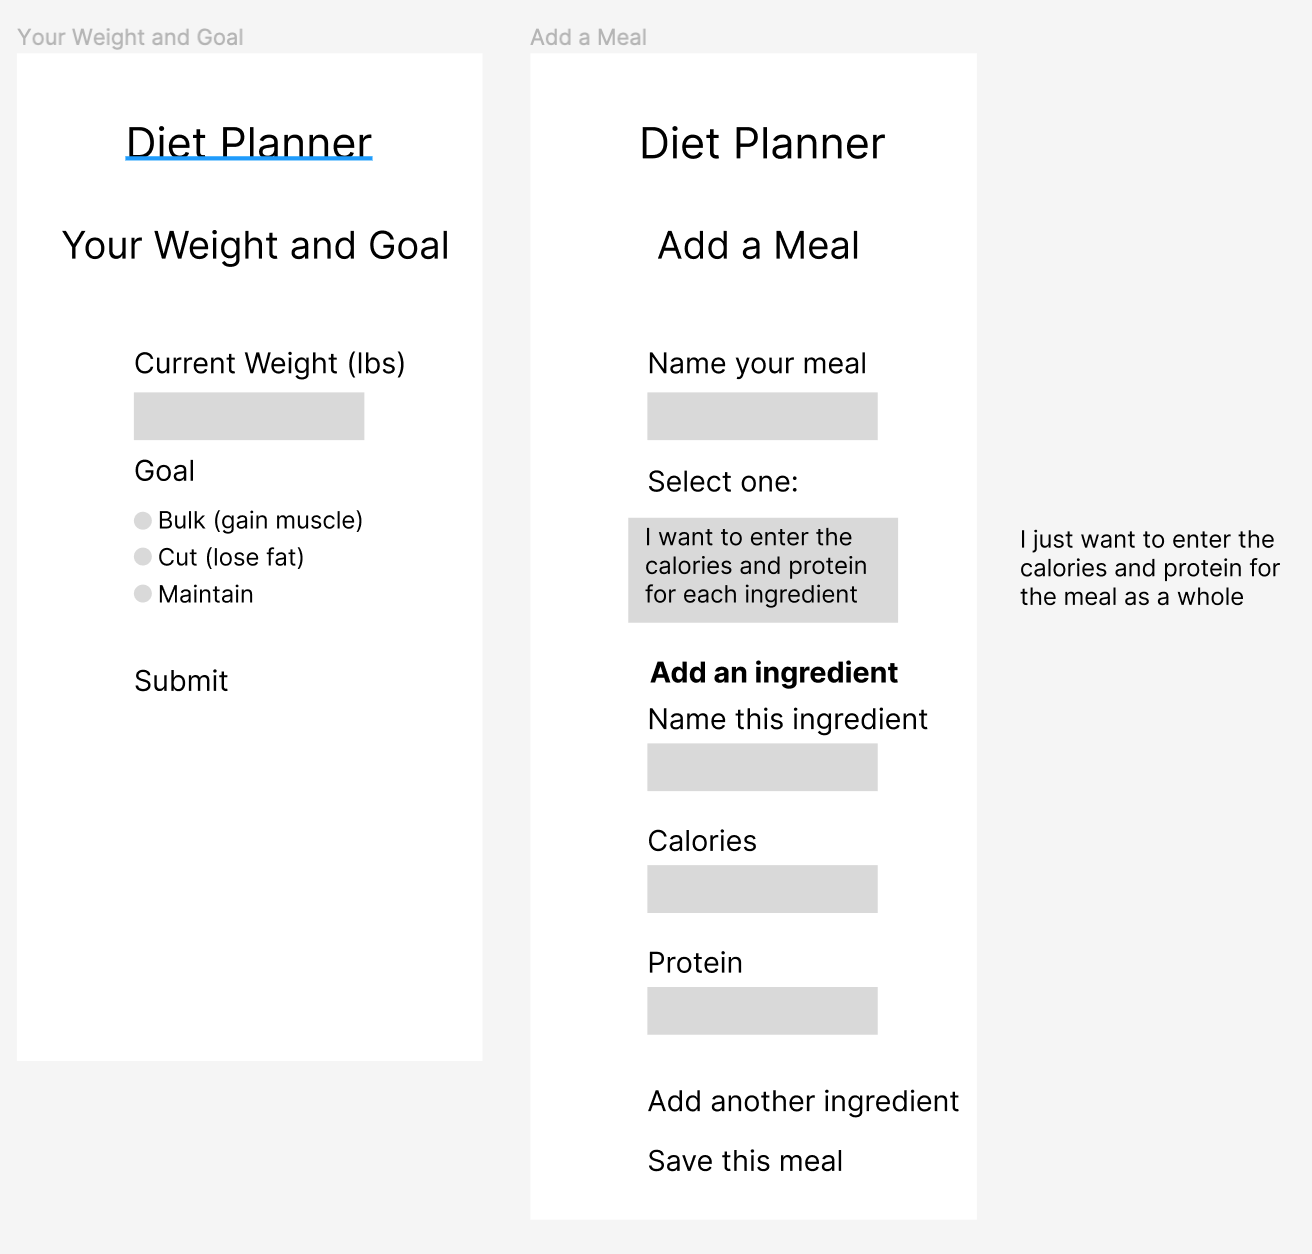 Your Weight and Goal
Diet Planner
Your Weight and Goal
Current Weight (lbs)
Goal
Bulk (gain muscle)
Cut (lose fat)
Maintain
Submit
Add a Meal
Diet Planner
Add a Meal
Name your meal
Select one:
I want to enter the
calories and protein
for each ingredient
Add an ingredient
Name this ingredient
Calories
Protein
Add another ingredient
Save this meal
I just want to enter the
calories and protein for
the meal as a whole